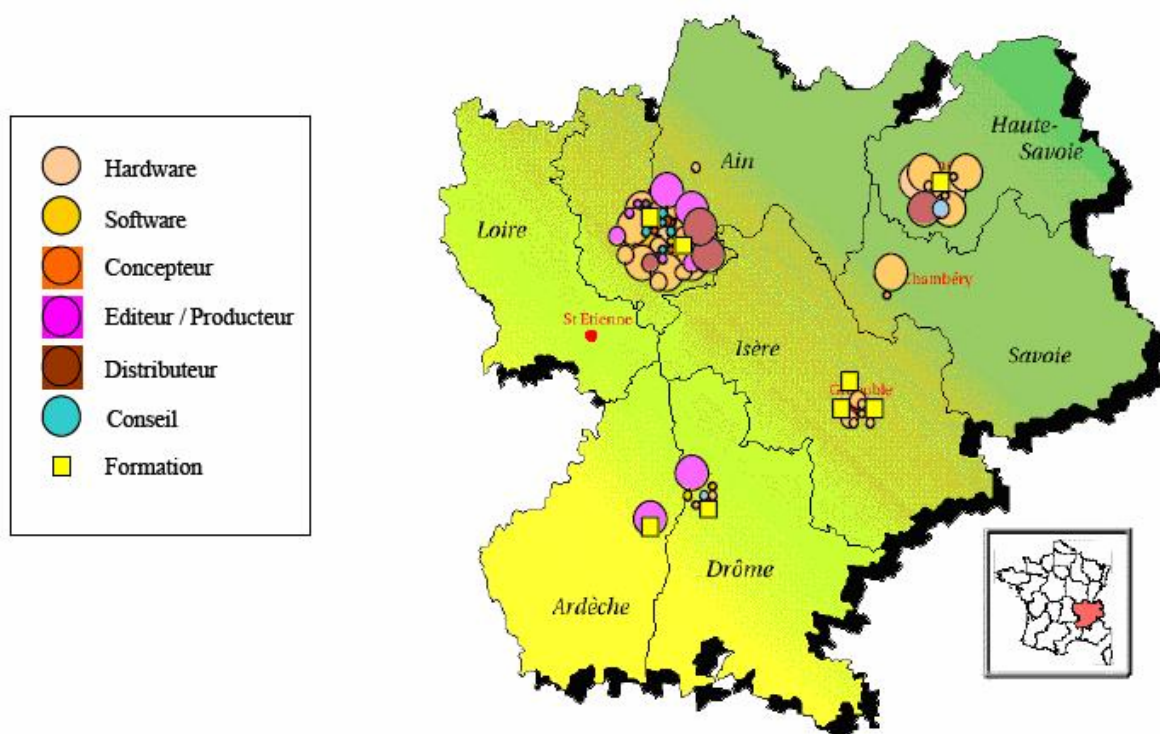 Hardware
Software
Concepteur
Editeur / Producteur
Distributeur
Conseil
Formation
Haute-
Savoie
Ain
Loire
Chambéry
St Etienne
Isère
Savoie
Drôme
Ardèche